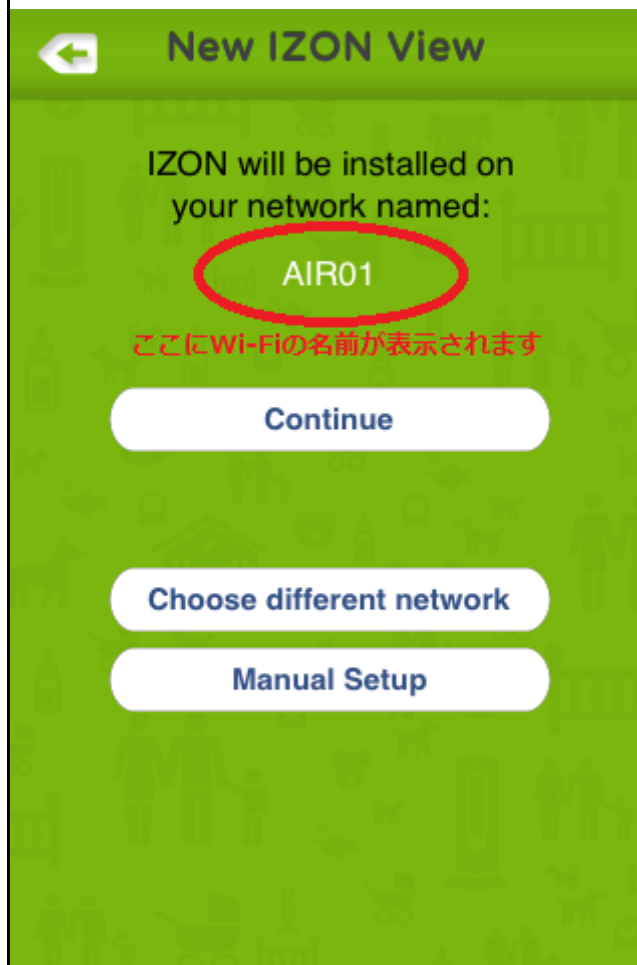 New IZON View
IZON will be installed on
your network named:
AIR01
ここにWi-Fiの名前が表示されます
Continue
Choose different network
Manual Setup